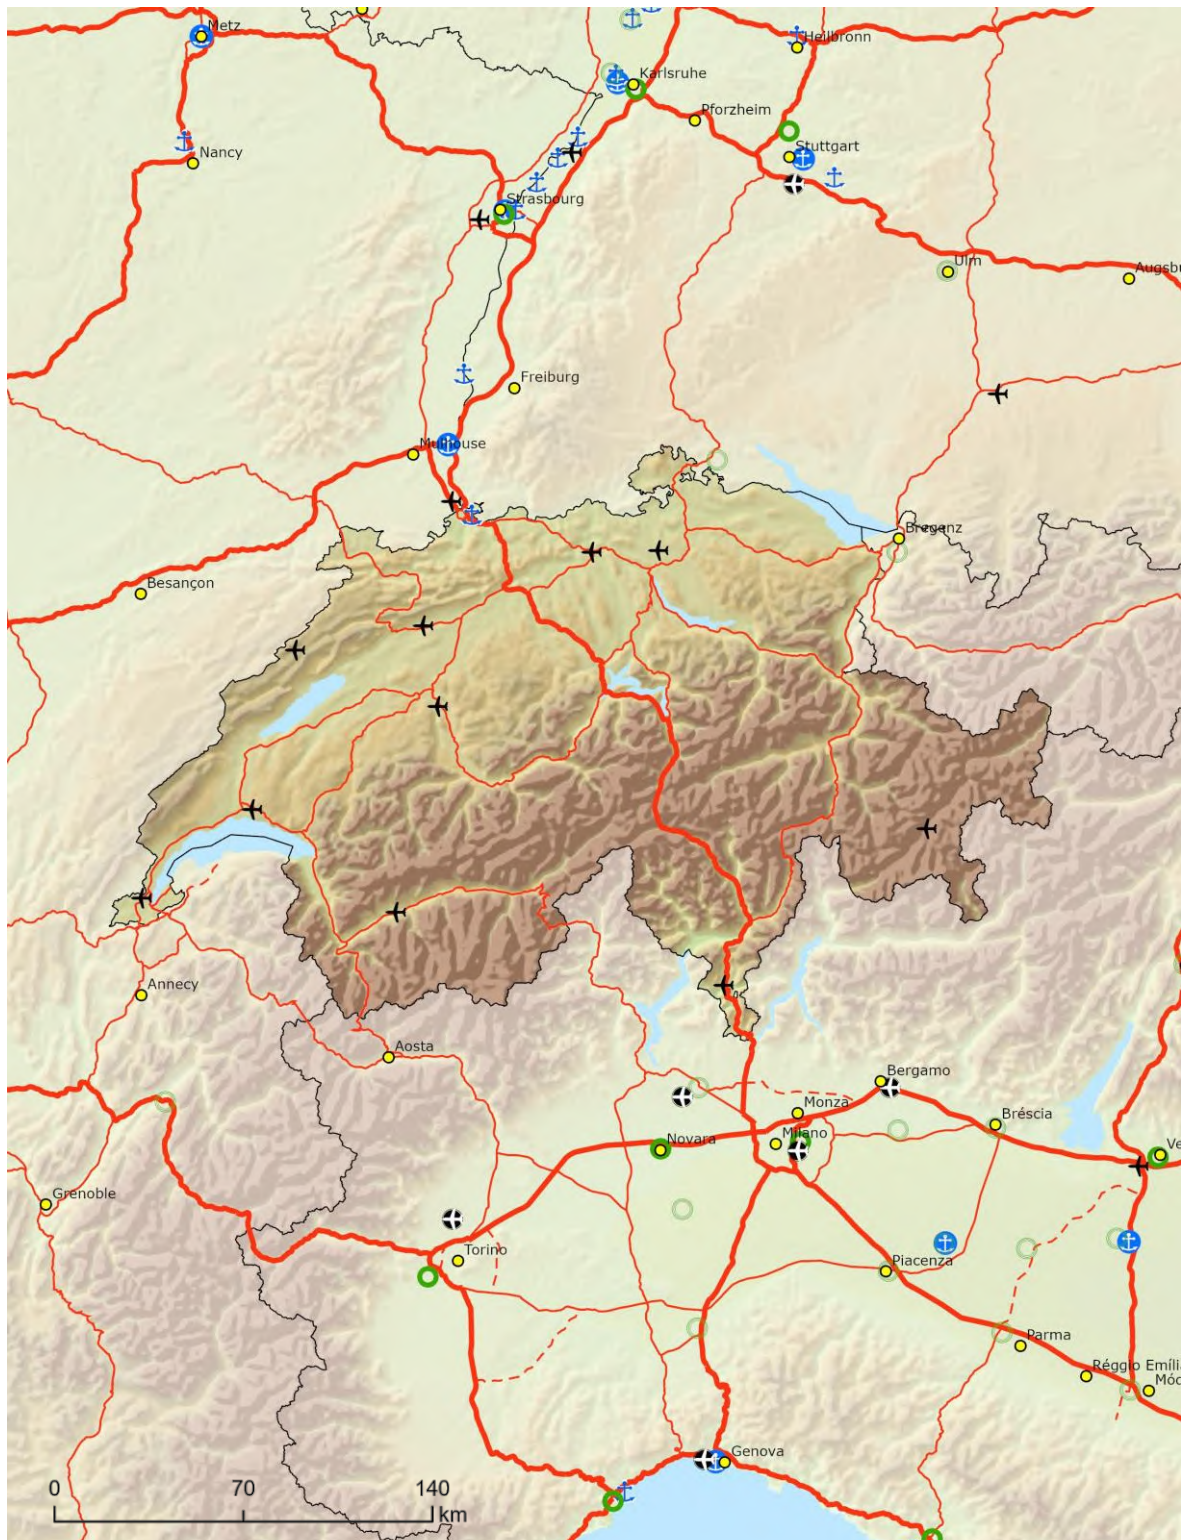 Metz
Heilbronn
Karlsruhe
Pforzheim
Nancy
Stuttgart
Strasbourg
Ulm
Augsbu
Freiburg
Mulhouse
Bregenz
Besançon
Annecy
Aosta
Bergamo
Monza
Bréscia
Novara
Milano
Ve
Grenoble
Torino
Piacenza
Parma
Réggio Emília
Móc
Genova
0 70 140
km